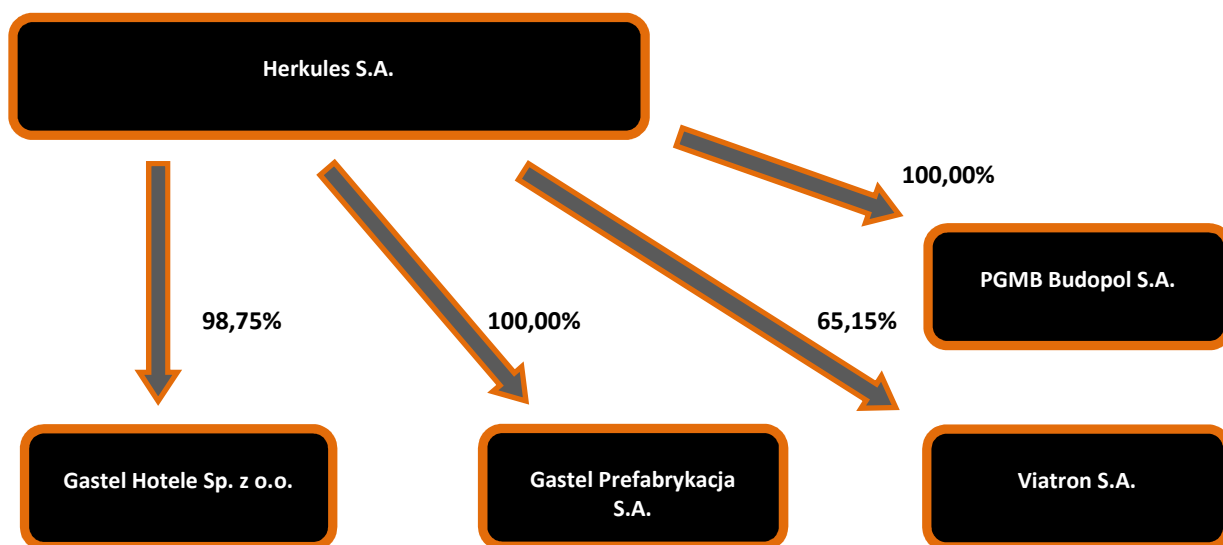 Herkules S.A.
100,00%
PGMB Budopol S.A.
98,75%
100,00%
65,15%
Gastel Hotele Sp. z o.o.
Gastel Prefabrykacja
S.A.
Viatron S.A.